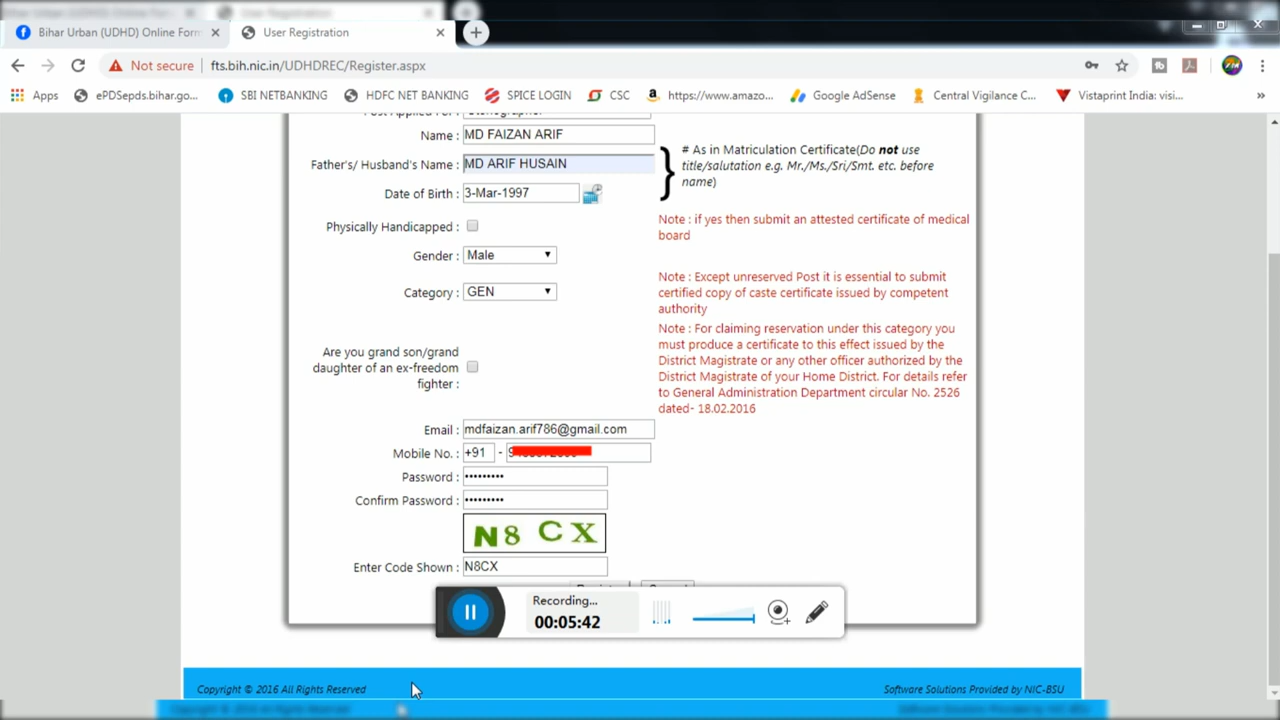 Bihar Urban (UDHD) Online Form
User Registration
Not secure
fts.bih.nic.in/UDHDREC/Register.aspx
Apps
ePDSepds.bihar.go...
SBI NETBANKING
HDFC NET BANKING
SPICE LOGIN
CSC
https://www.amazo...
Google AdSense
Central Vigilance C...
Vistaprint India: visi...
»
Name :
MD FAIZAN ARIF
Father's/ Husband's Name :
MD ARIF HUSAIN
# As in Matriculation Certificate(Do not use
title/salutation e.g. Mr./Ms./Sri/Smt. etc. before
name)
Date of Birth :
3-Mar-1997
Physically Handicapped :
Note : if yes then submit an attested certificate of medical
board
Gender :
Male
Category :
GEN
Note : Except unreserved Post it is essential to submit
certified copy of caste certificate issued by competent
authority
Are you grand son/grand
daughter of an ex-freedom
fighter :
Note : For claiming reservation under this category you
must produce a certificate to this effect issued by the
District Magistrate or any other officer authorized by the
District Magistrate of your Home District. For details refer
to General Administration Department circular No. 2526
dated- 18.02.2016
Email :
mdfaizan.arif786@gmail.com
Mobile No. :
+91 -
Password :
•••••••••
Confirm Password :
•••••••••
N8 CX
Enter Code Shown :
N8CX
Recording...
00:05:42
Copyright © 2016 All Rights Reserved
Software Solutions Provided by NIC-BSU